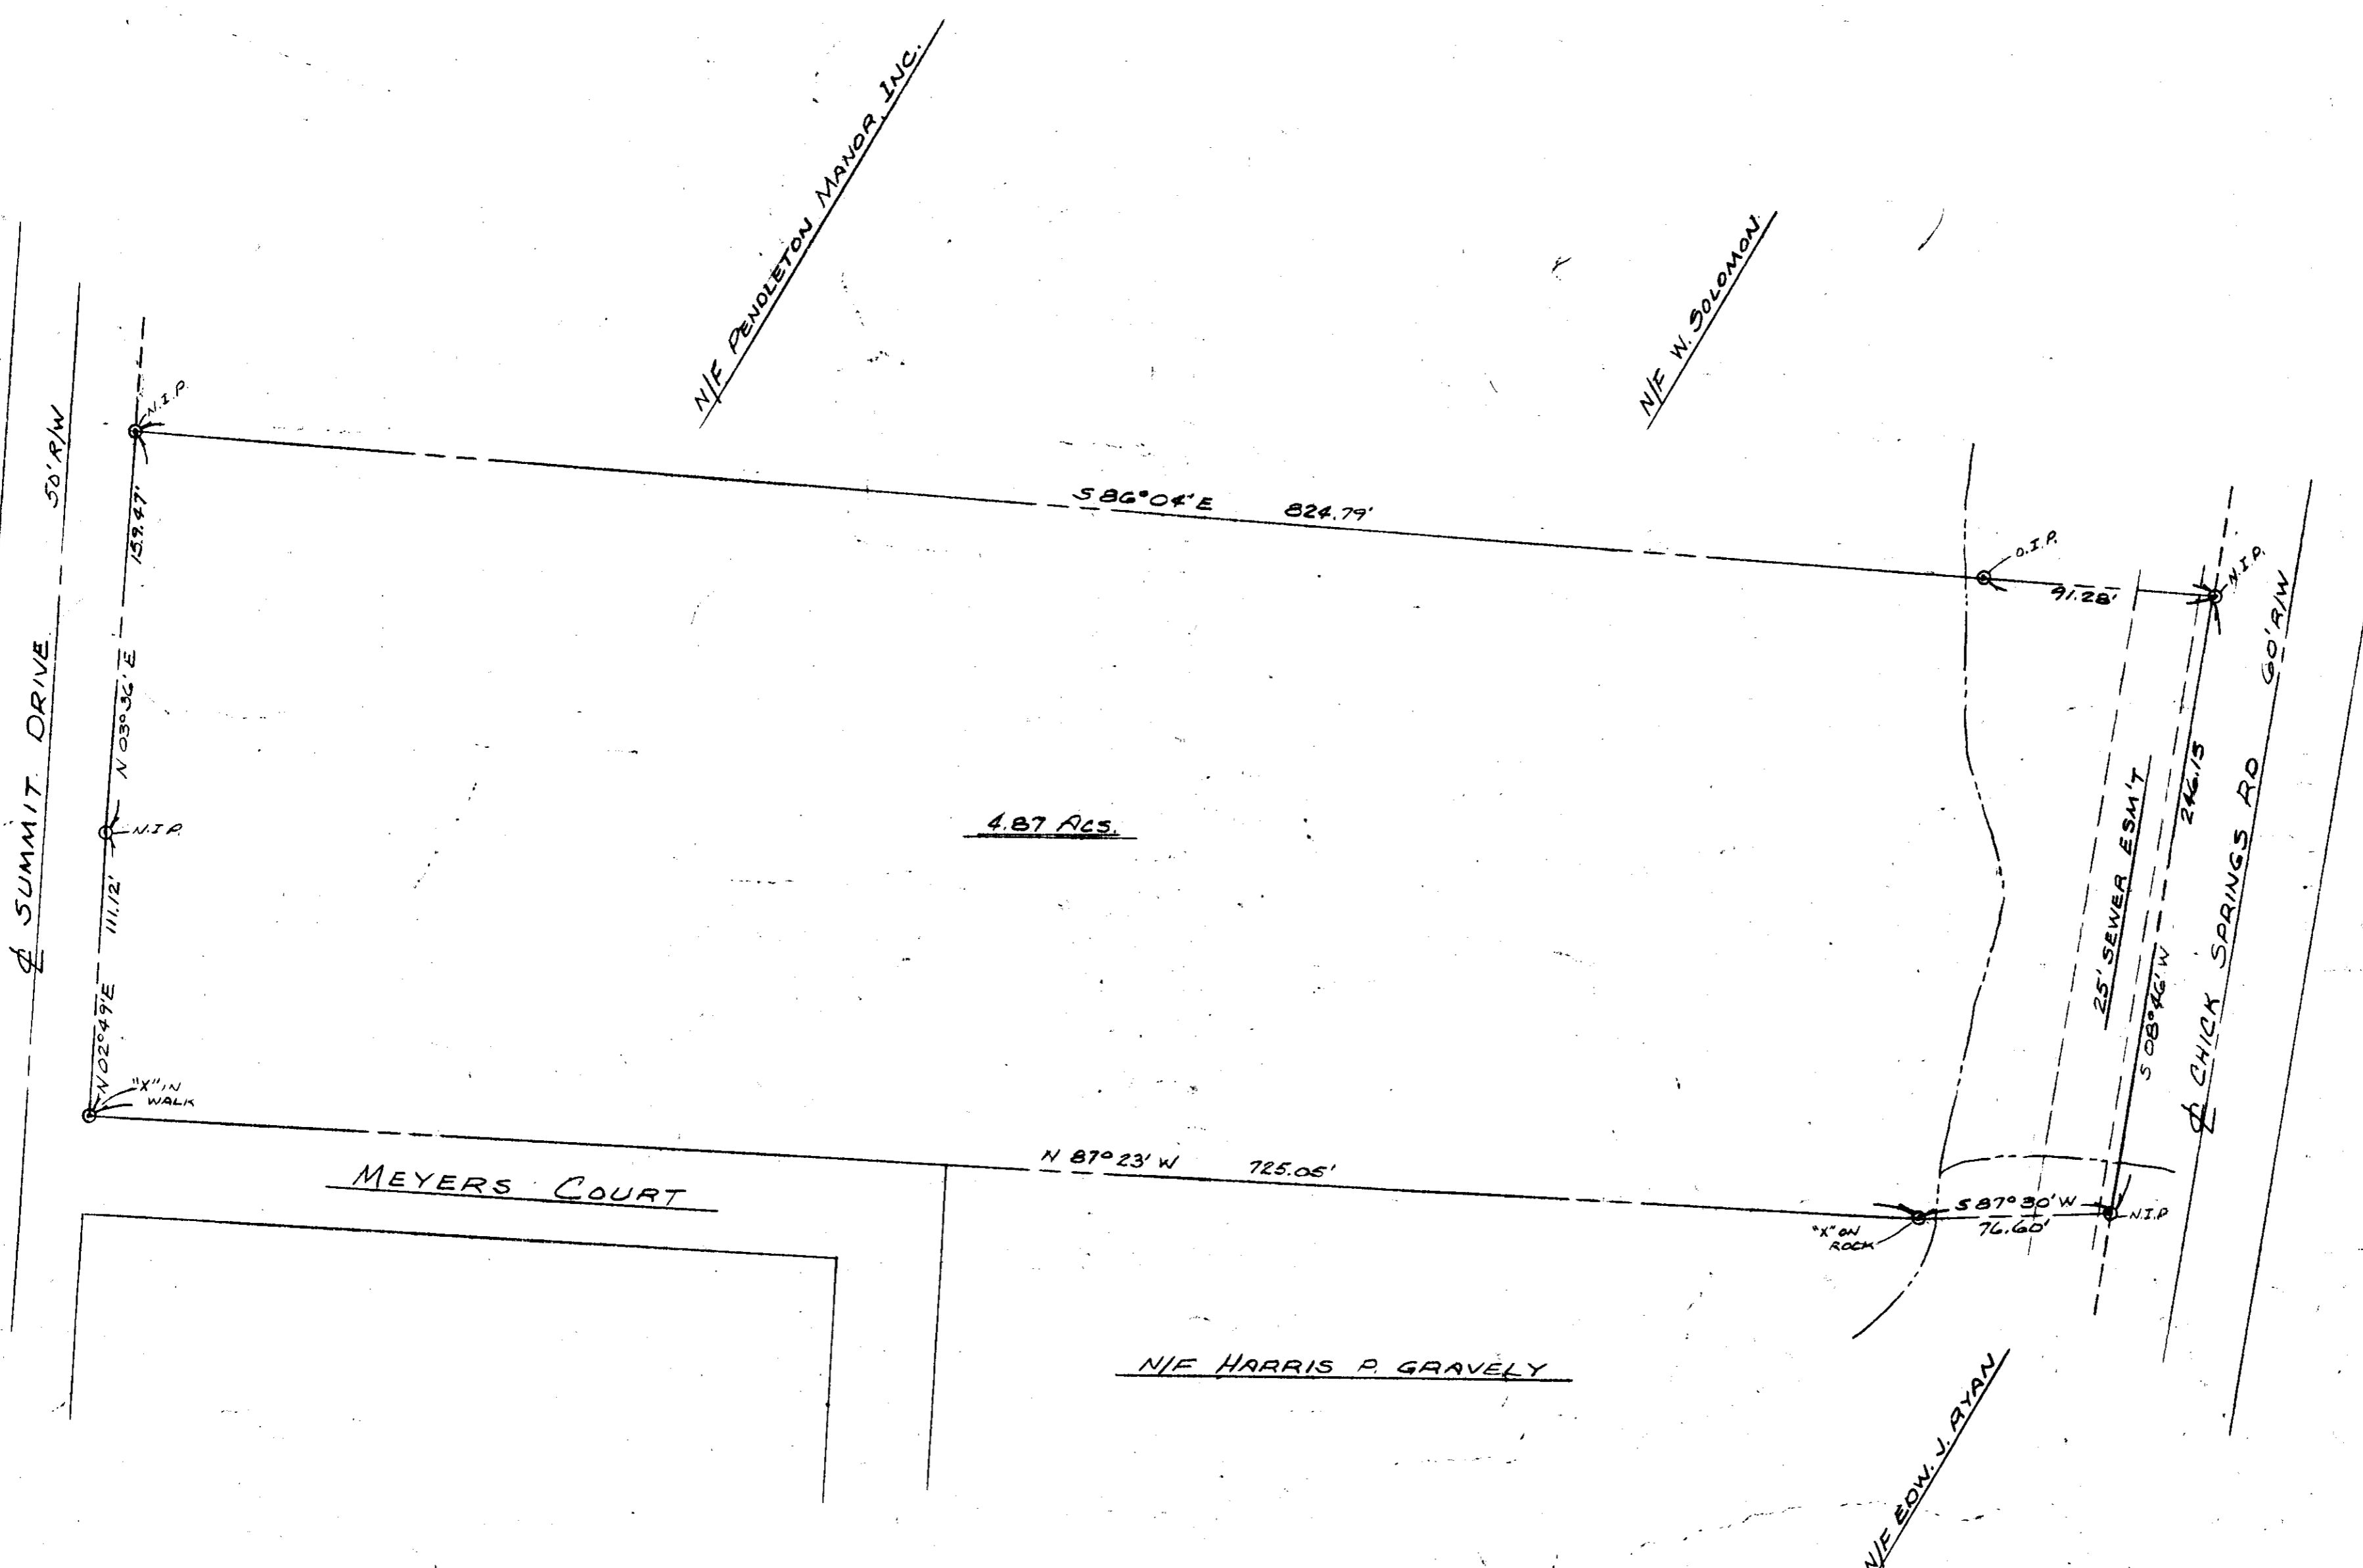 N/F PENDLETON MANOR, INC.
N/F W. SOLOMON
50' R/W
N.I.P.
159.47'
S 86°04' E 824.79'
O.I.P.
91.28'
N.I.P.
60' R/W
N 03°36' E
℄ SUMMIT DRIVE
N.I.P.
4.87 ACS.
246.15
25' SEWER ESM'T
℄ CHICK SPRINGS RD
S 08°46' W
111.12'
N 02°49' E
"X" IN
WALK
N 87°23' W 725.05'
MEYERS COURT
S 87°30' W
76.60'
N.I.P
"X" ON
ROCK
N/F HARRIS P. GRAVELY
N/F EDW. J. RYAN